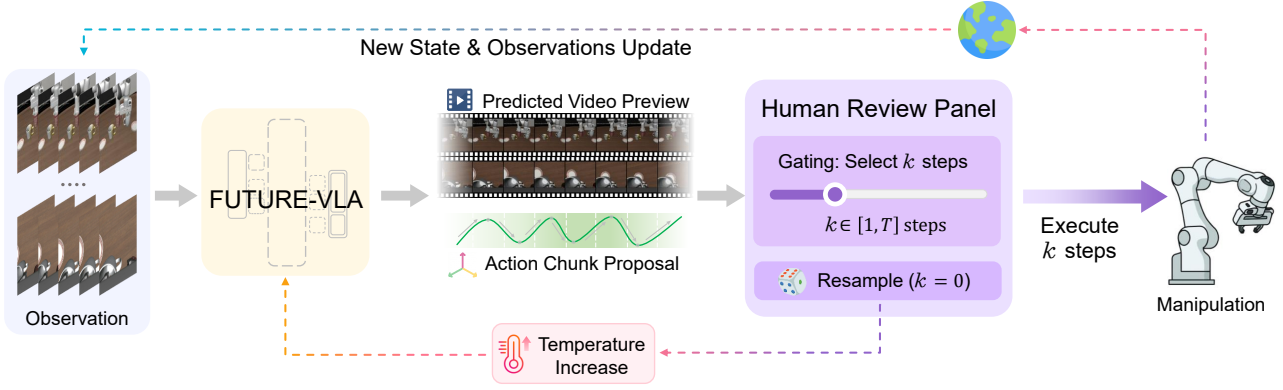 New State & Observations Update
Observation
FUTURE-VLA
Predicted Video Preview
Action Chunk Proposal
Human Review Panel
Gating: Select k steps
k ∈ [1, T] steps
Resample (k = 0)
Temperature
Increase
Execute
k steps
Manipulation